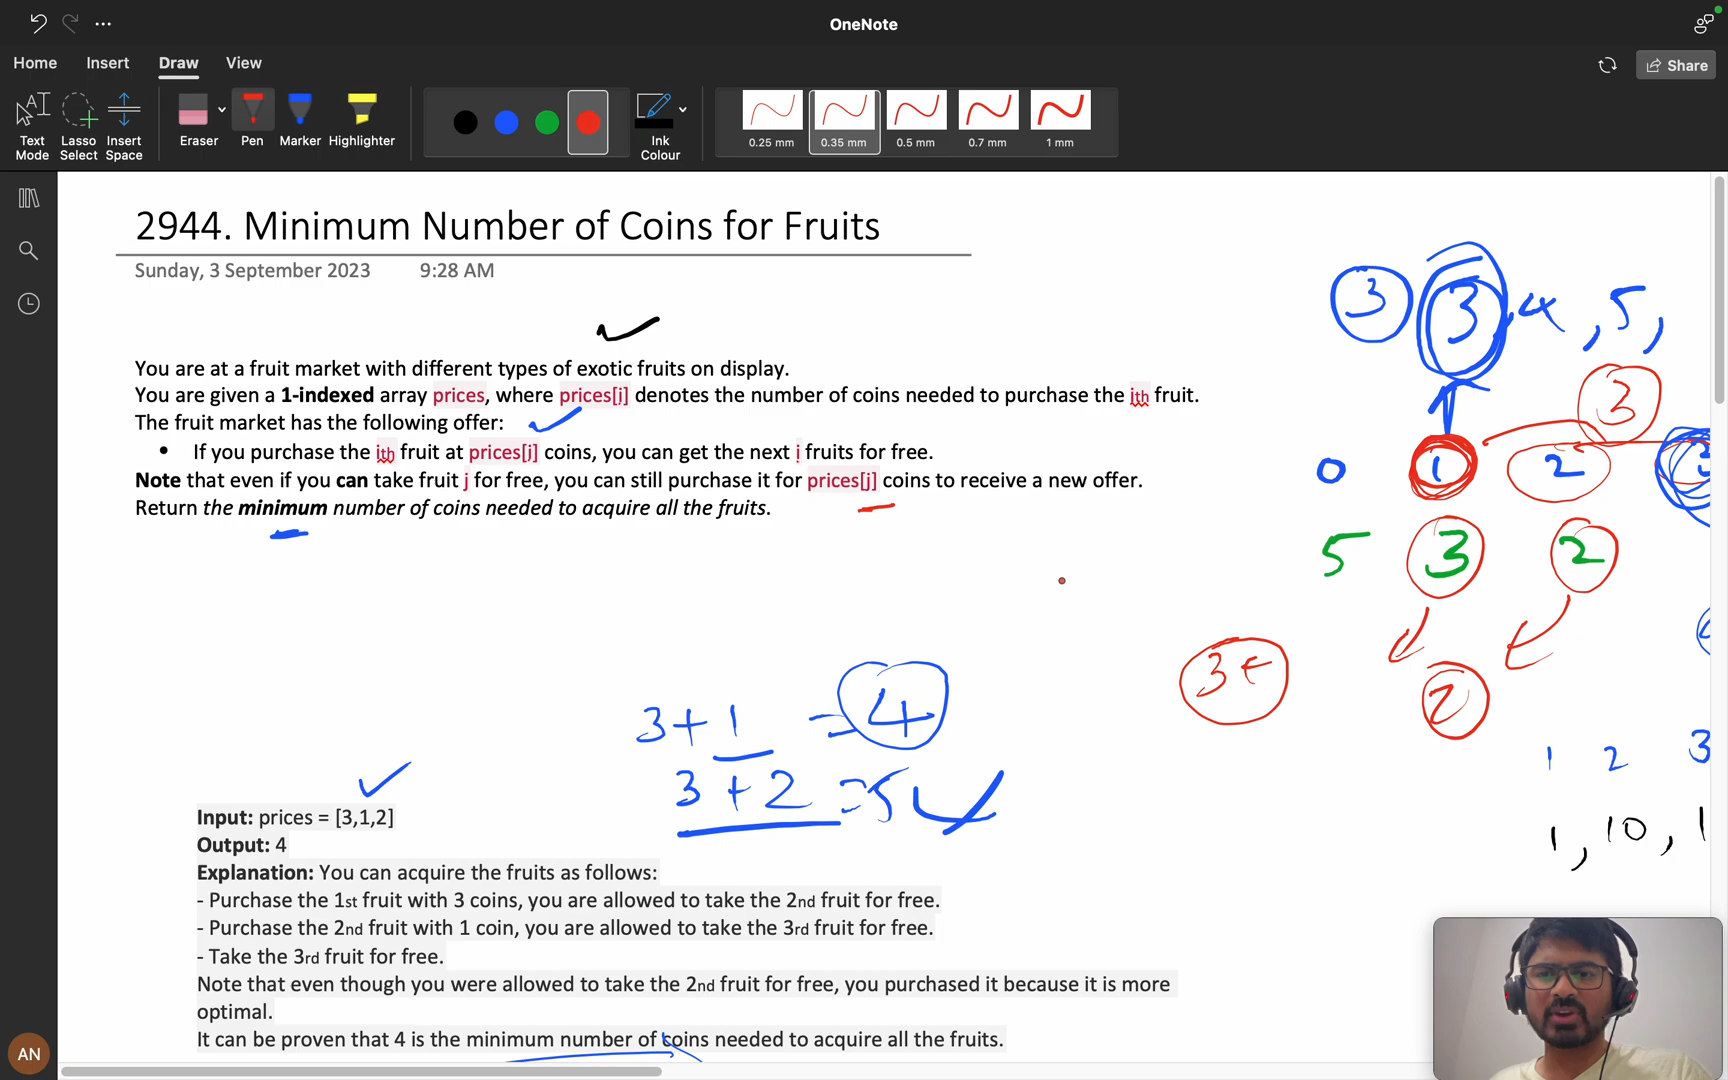 OneNote
Home Insert Draw View
Share
Text Mode
Lasso Select
Insert Space
Eraser
Pen
Marker
Highlighter
Ink Colour
0.25 mm
0.35 mm
0.5 mm
0.7 mm
1 mm
2944. Minimum Number of Coins for Fruits
Sunday, 3 September 2023 9:28 AM
You are at a fruit market with different types of exotic fruits on display.
You are given a 1-indexed array prices, where prices[i] denotes the number of coins needed to purchase the ith fruit.
The fruit market has the following offer:
• If you purchase the ith fruit at prices[i] coins, you can get the next i fruits for free.
Note that even if you can take fruit j for free, you can still purchase it for prices[j] coins to receive a new offer.
Return the minimum number of coins needed to acquire all the fruits.
3 3, 4, 5,
3
0 1 2 3
5 3 2
3+ 2
3+1 = 4
3+2 = 5
1 2 3
1, 10, 1
Input: prices = [3,1,2]
Output: 4
Explanation: You can acquire the fruits as follows:
- Purchase the 1st fruit with 3 coins, you are allowed to take the 2nd fruit for free.
- Purchase the 2nd fruit with 1 coin, you are allowed to take the 3rd fruit for free.
- Take the 3rd fruit for free.
Note that even though you were allowed to take the 2nd fruit for free, you purchased it because it is more
optimal.
It can be proven that 4 is the minimum number of coins needed to acquire all the fruits.
AN